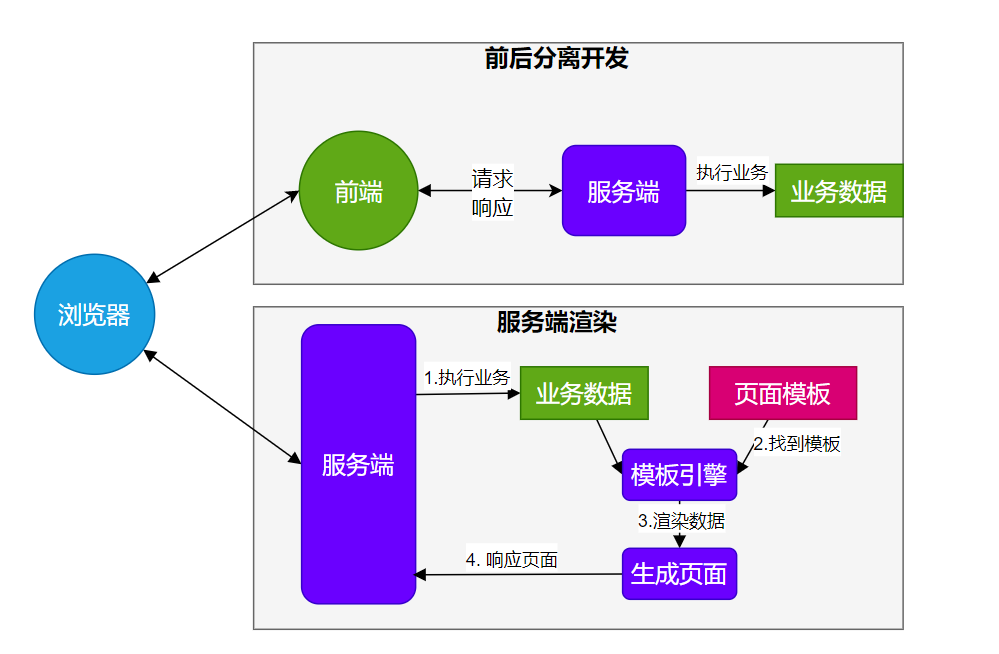 前后分离开发
前端
请求
响应
服务端
执行业务
业务数据
浏览器
服务端渲染
服务端
1.执行业务
业务数据
页面模板
2.找到模板
模板引擎
3.渲染数据
生成页面
4. 响应页面